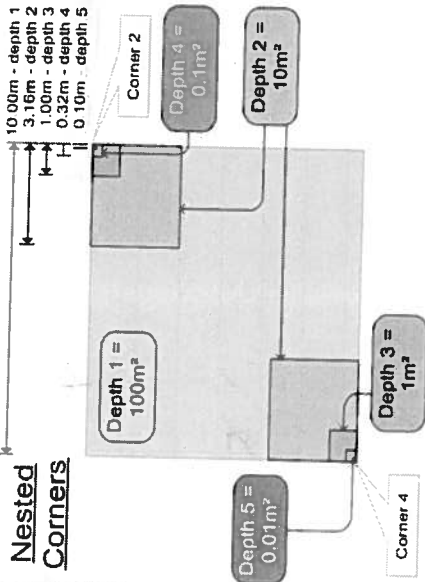 Nested
Corners
10.00m - depth 1
3.16m - depth 2
1.00m - depth 3
0.32m - depth 4
0.10m - depth 5
Corner 2
Depth 1 =
100m²
Depth 4 =
0.1m²
Depth 2 =
10m²
Depth 5 =
0.01m²
Depth 3 =
1m²
Corner 4